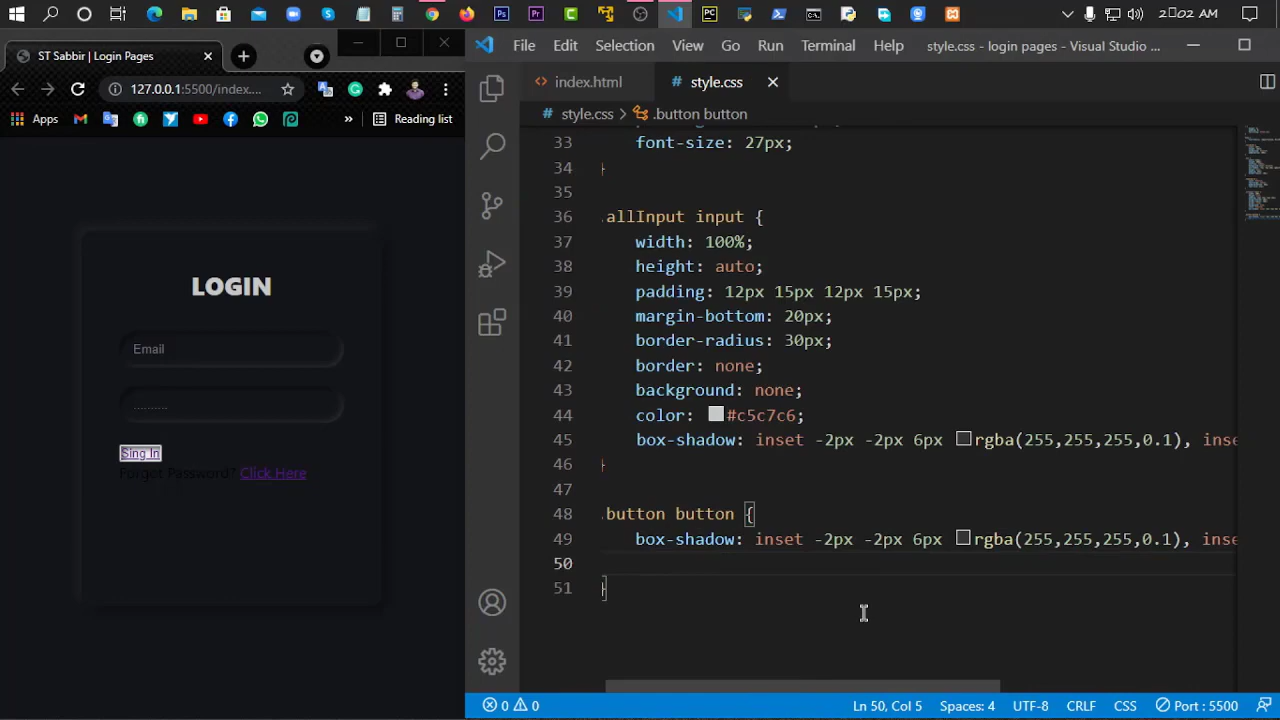 2:02 AM
ST Sabbir | Login Pages
File Edit Selection View Go Run Terminal Help style.css - login pages - Visual Studio ...
127.0.0.1:5500/index....
index.html
# style.css
Apps
» Reading list
# style.css > .button button
33 font-size: 27px;
34 }
35
36 .allInput input {
37 width: 100%;
38 height: auto;
39 padding: 12px 15px 12px 15px;
40 margin-bottom: 20px;
41 border-radius: 30px;
42 border: none;
43 background: none;
44 color: #c5c7c6;
45 box-shadow: inset -2px -2px 6px rgba(255,255,255,0.1), inse
46 }
47
48 .button button {
49 box-shadow: inset -2px -2px 6px rgba(255,255,255,0.1), inse
50
51 }
LOGIN
Email
..........
Sing In
Forgot Password? Click Here
0 0 Ln 50, Col 5 Spaces: 4 UTF-8 CRLF CSS Port : 5500